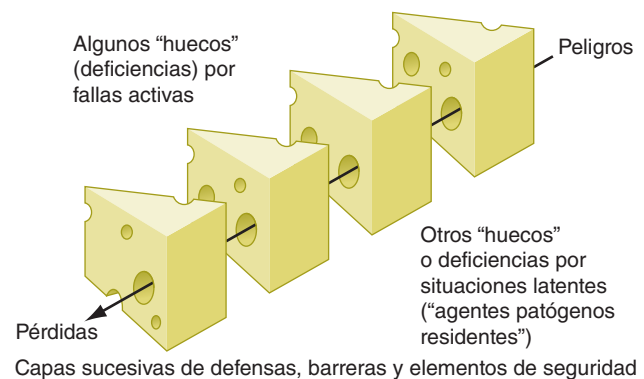 Algunos “huecos”
(deficiencias) por
fallas activas
Peligros
Otros “huecos”
o deficiencias por
situaciones latentes
(“agentes patógenos
residentes”)
Pérdidas
Capas sucesivas de defensas, barreras y elementos de seguridad